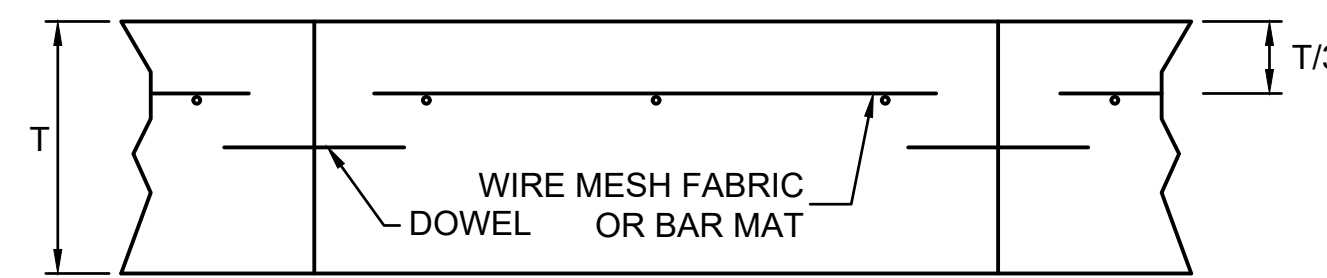 T/3
T
WIRE MESH FABRIC
OR BAR MAT
DOWEL